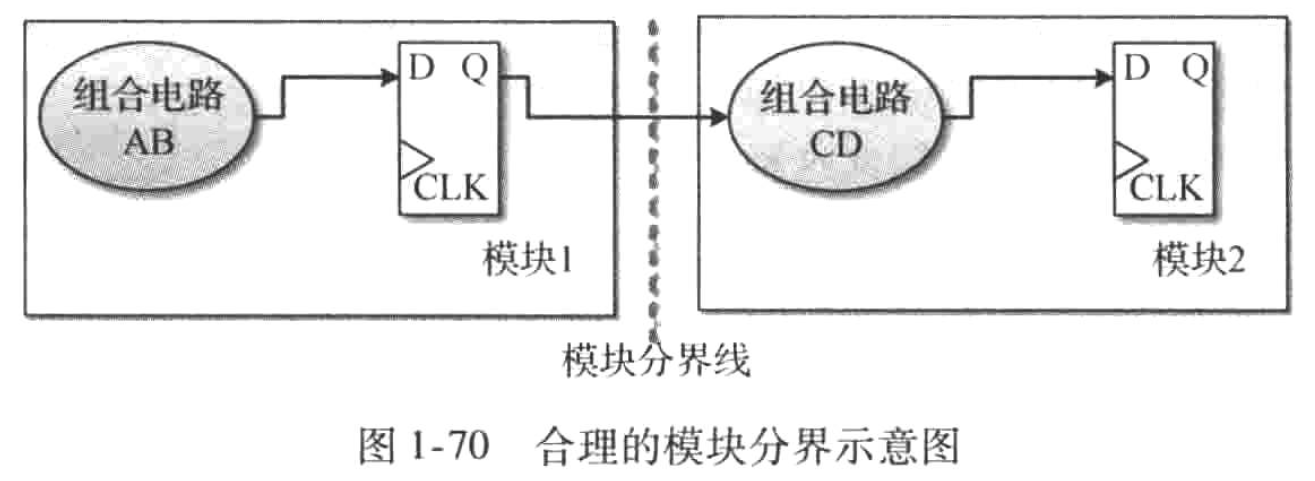 组合电路
AB
D Q
CLK
模块1
组合电路
CD
D Q
CLK
模块2
模块分界线
图 1-70 合理的模块分界示意图